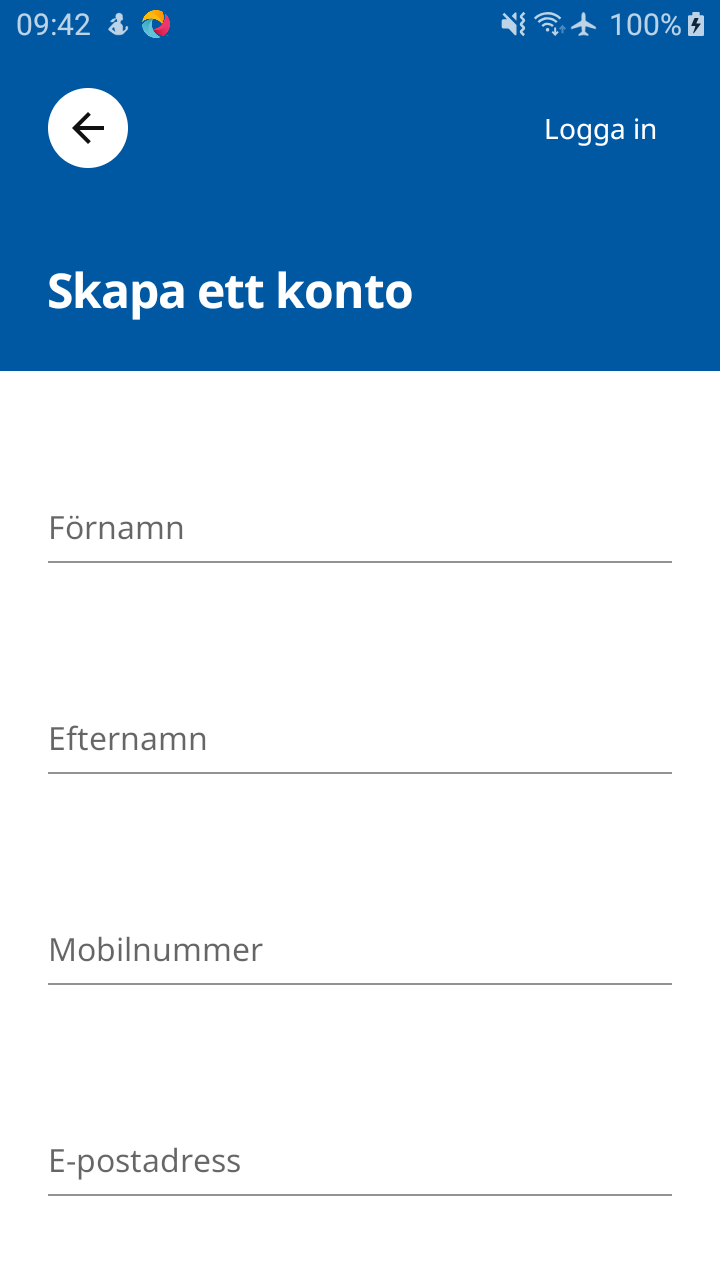 09:42
100%
Logga in
Skapa ett konto
Förnamn
Efternamn
Mobilnummer
E-postadress